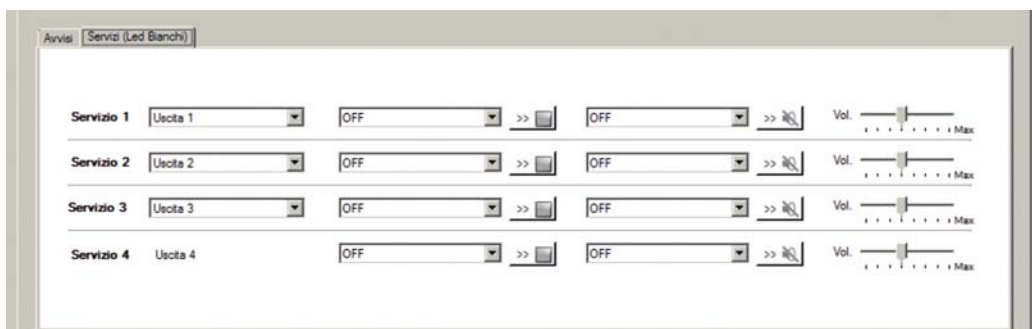 Avvisi Servizi (Led Bianchi)
Servizio 1 Uscita 1 OFF >> OFF >> Vol. Max
Servizio 2 Uscita 2 OFF >> OFF >> Vol. Max
Servizio 3 Uscita 3 OFF >> OFF >> Vol. Max
Servizio 4 Uscita 4 OFF >> OFF >> Vol. Max